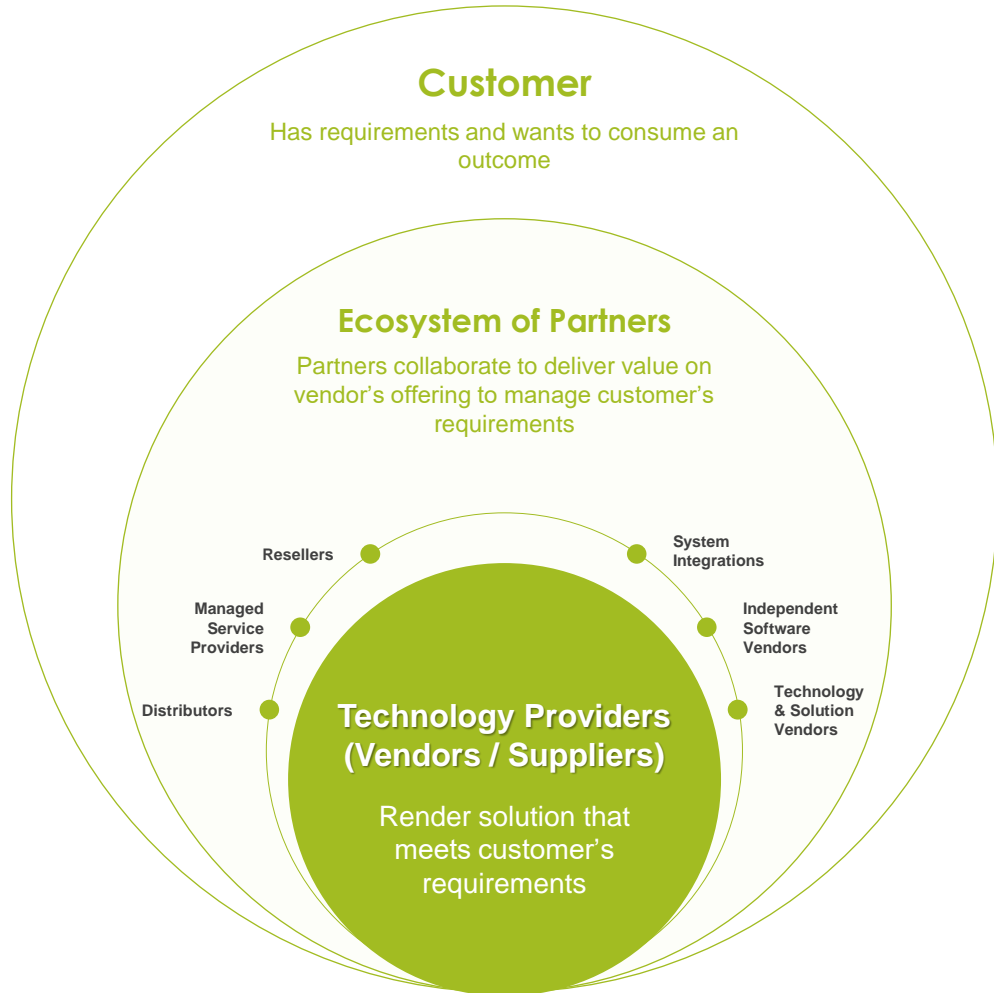 Customer
Has requirements and wants to consume an
outcome
Ecosystem of Partners
Partners collaborate to deliver value on
vendor's offering to manage customer's
requirements
Resellers
Managed
Service
Providers
Distributors
System
Integrations
Independent
Software
Vendors
Technology
& Solution
Vendors
Technology Providers
(Vendors / Suppliers)
Render solution that
meets customer's
requirements